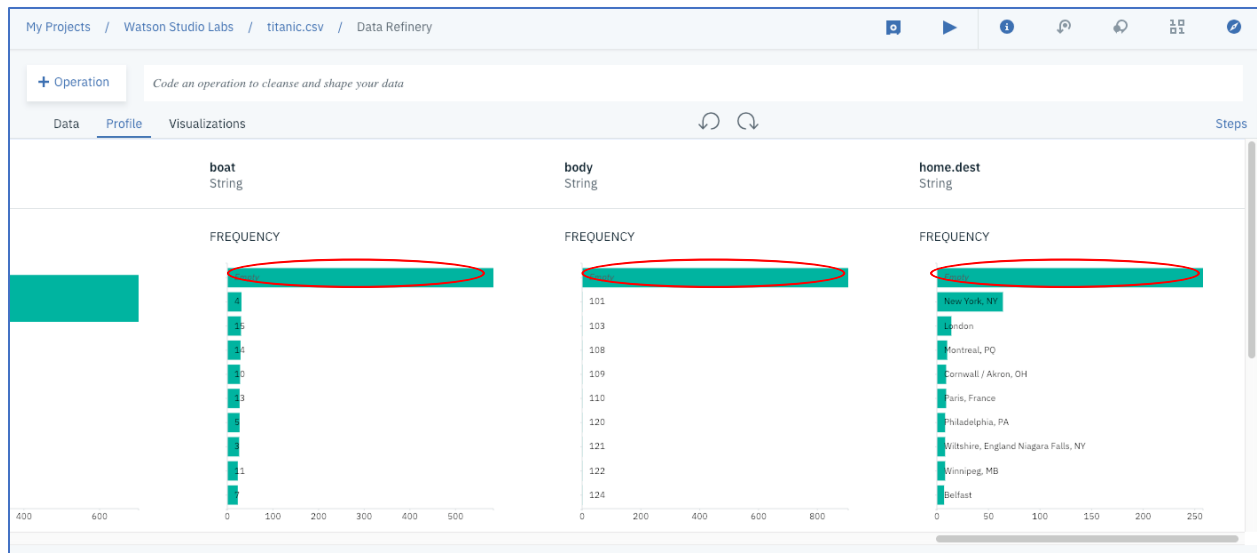 My Projects / Watson Studio Labs / titanic.csv / Data Refinery
+ Operation
Code an operation to cleanse and shape your data
Data Profile Visualizations
Steps
400 600
boat
String
FREQUENCY
Empty
4
15
14
10
13
5
3
11
7
0 100 200 300 400 500
body
String
FREQUENCY
Empty
101
103
108
109
110
120
121
122
124
0 200 400 600 800
home.dest
String
FREQUENCY
Empty
New York, NY
London
Montreal, PQ
Cornwall / Akron, OH
Paris, France
Philadelphia, PA
Wiltshire, England Niagara Falls, NY
Winnipeg, MB
Belfast
0 50 100 150 200 250